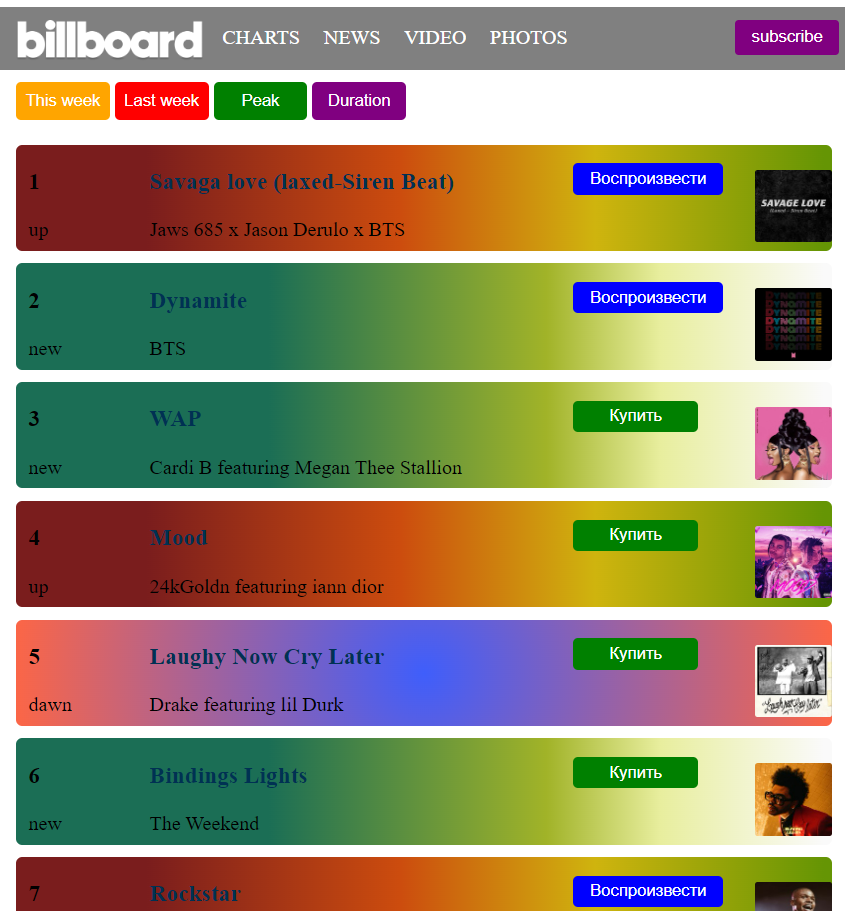 billboard CHARTS NEWS VIDEO PHOTOS subscribe
This week Last week Peak Duration
1 Savaga love (laxed-Siren Beat) Воспроизвести
SAVAGE LOVE
(Laxed - Siren Beat)
up Jaws 685 x Jason Derulo x BTS
2 Dynamite Воспроизвести
DYNAMITE
DYNAMITE
DYNAMITE
DYNAMITE
DYNAMITE
DYNAMITE
DYNAMITE
new BTS
3 WAP Купить
new Cardi B featuring Megan Thee Stallion
4 Mood Купить
up 24kGoldn featuring iann dior
5 Laughy Now Cry Later Купить
dawn Drake featuring lil Durk
6 Bindings Lights Купить
new The Weekend
7 Rockstar Воспроизвести